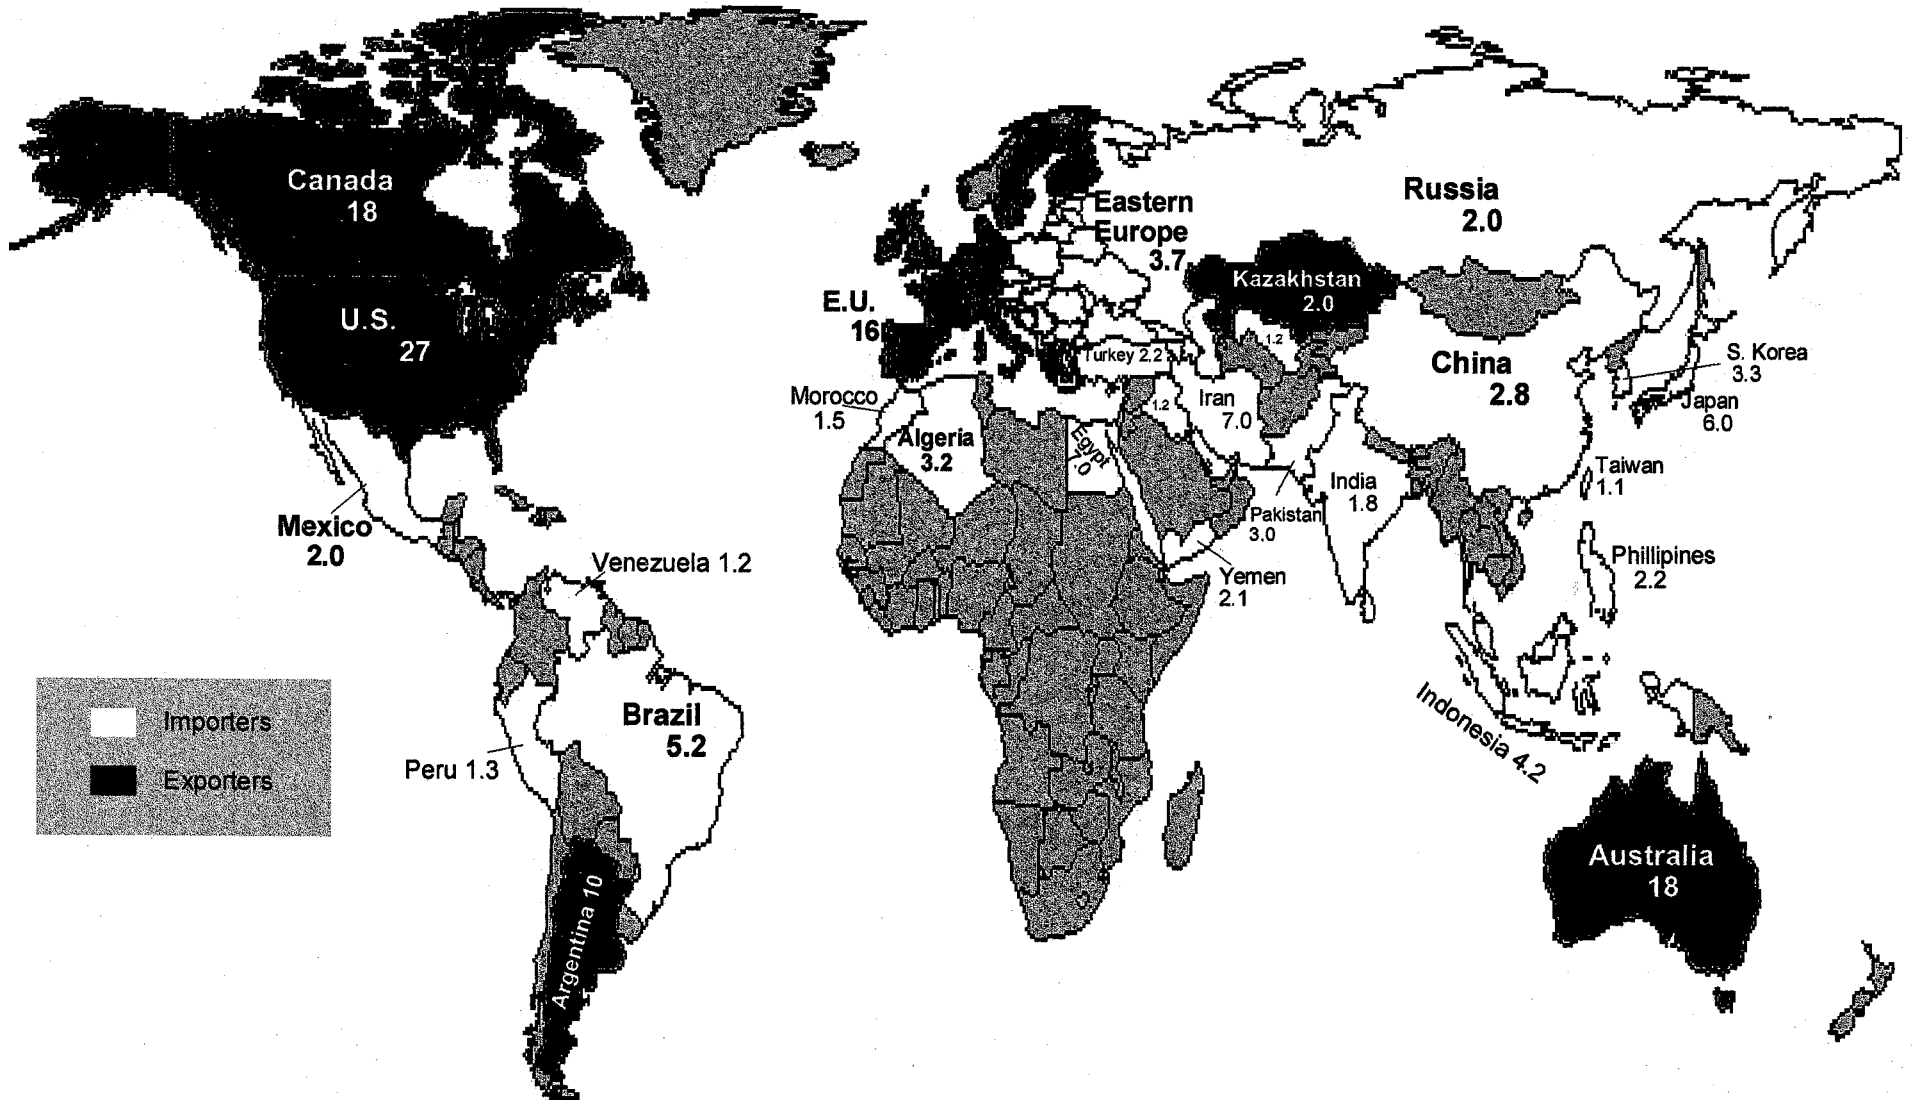 Canada
18
U.S.
27
Mexico
2.0
Venezuela 1.2
Brazil
5.2
Peru 1.3
Argentina 10
Importers
Exporters
E.U.
16
Eastern
Europe
3.7
Turkey 2.2
Morocco
1.5
Algeria
3.2
Egypt
7.0
1.2
1.2
Iran
7.0
Kazakhstan
2.0
Russia
2.0
China
2.8
S. Korea
3.3
Japan
6.0
Taiwan
1.1
India
1.8
Pakistan
3.0
Yemen
2.1
Phillipines
2.2
Indonesia 4.2
Australia
18